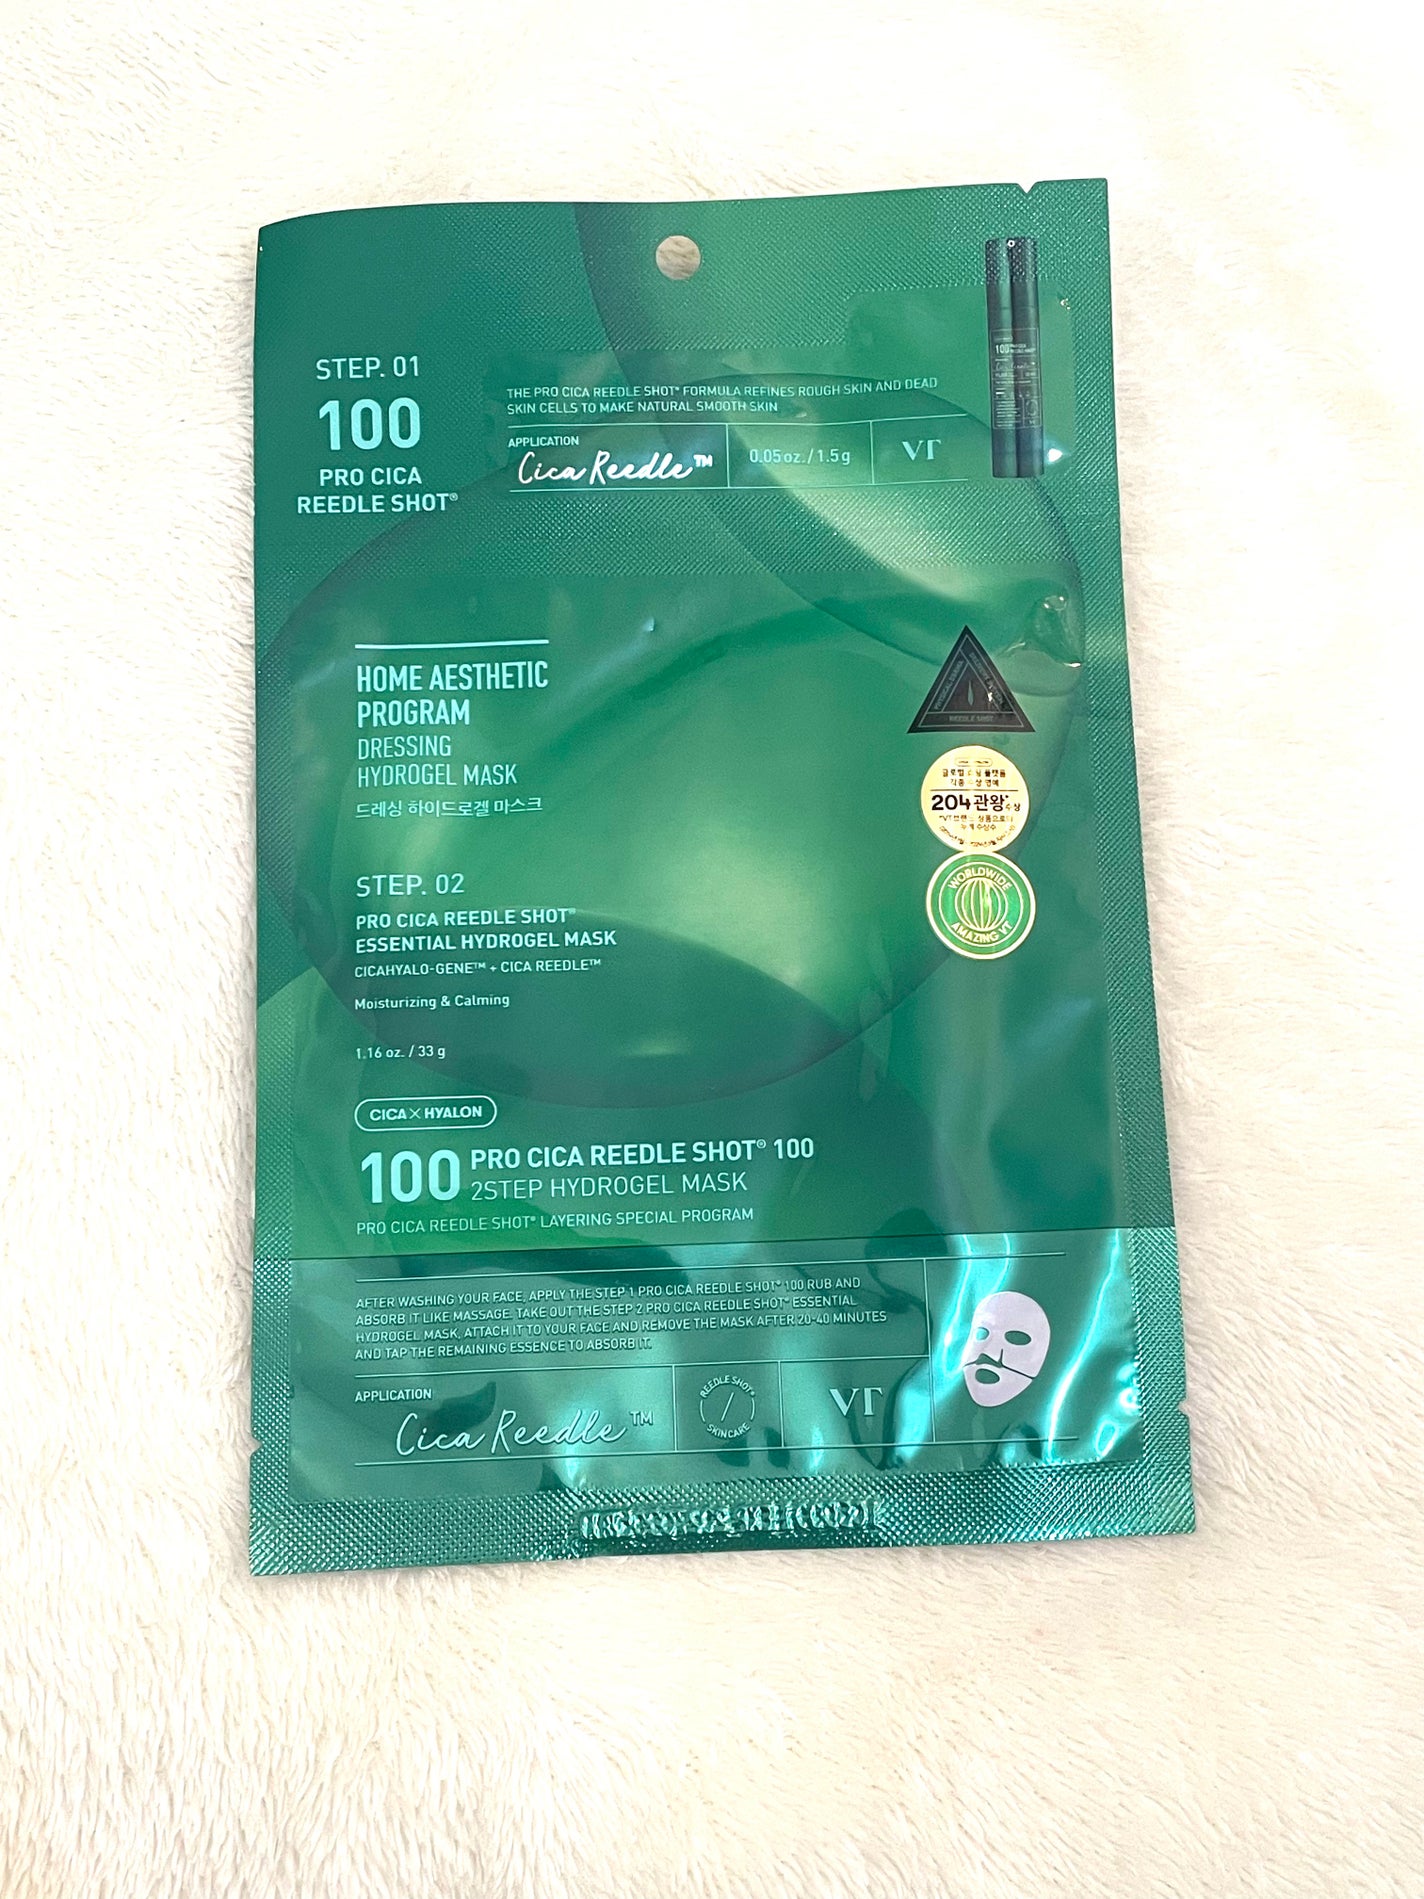 STEP. 01
100
PRO CICA
REEDLE SHOT®
THE PRO CICA REEDLE SHOT® FORMULA REFINES ROUGH SKIN AND DEAD
SKIN CELLS TO MAKE NATURAL SMOOTH SKIN
APPLICATION
Cica Reedle™
0.05 oz. / 1.5 g
VT
100
HOME AESTHETIC
PROGRAM
DRESSING
HYDROGEL MASK
드레싱 하이드로겔 마스크
REEDLE SHOT
204관왕*수상
WORLDWIDE
AMAZING VT
STEP. 02
PRO CICA REEDLE SHOT®
ESSENTIAL HYDROGEL MASK
CICAHYALO-GENE™ + CICA REEDLE™
Moisturizing & Calming
1.16 oz. / 33 g
CICA × HYALON
100 PRO CICA REEDLE SHOT® 100
2STEP HYDROGEL MASK
PRO CICA REEDLE SHOT® LAYERING SPECIAL PROGRAM
AFTER WASHING YOUR FACE, APPLY THE STEP 1 PRO CICA REEDLE SHOT® 100 RUB AND
ABSORB IT LIKE MASSAGE. TAKE OUT THE STEP 2 PRO CICA REEDLE SHOT® ESSENTIAL
HYDROGEL MASK, ATTACH IT TO YOUR FACE AND REMOVE THE MASK AFTER 20-40 MINUTES
AND TAP THE REMAINING ESSENCE TO ABSORB IT.
APPLICATION
Cica Reedle™
REEDLE SHOT®
SKINCARE
VT